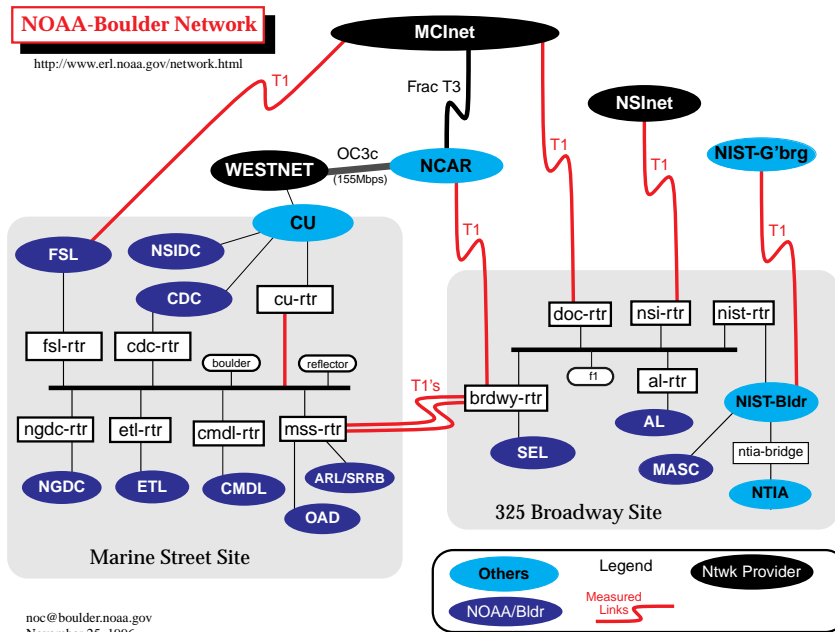 NOAA-Boulder Network
http://www.erl.noaa.gov/network.html
MCInet
T1
Frac T3
T1
NSInet
WESTNET
OC3c
(155Mbps)
NCAR
T1
NIST-G'brg
T1
T1
FSL
NSIDC
CU
CDC
cu-rtr
doc-rtr
nsi-rtr
nist-rtr
fsl-rtr
cdc-rtr
boulder
reflector
T1's
f1
al-rtr
brdwy-rtr
NIST-Bldr
ngdc-rtr
etl-rtr
cmdl-rtr
mss-rtr
AL
SEL
MASC
ntia-bridge
NGDC
ETL
CMDL
ARL/SRRB
OAD
NTIA
325 Broadway Site
Marine Street Site
Others
Legend
Ntwk Provider
NOAA/Bldr
Measured
Links
noc@boulder.noaa.gov
November 25, 1996